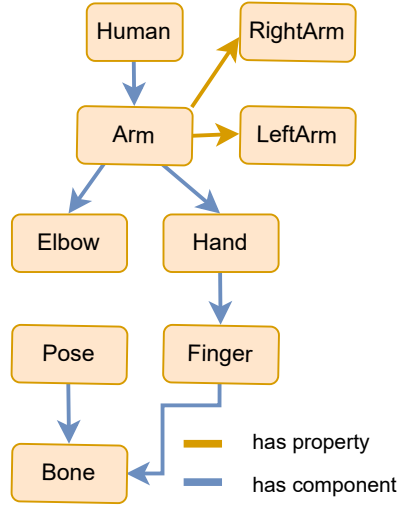 Human
RightArm
Arm
LeftArm
Elbow
Hand
Pose
Finger
has property
Bone
has component